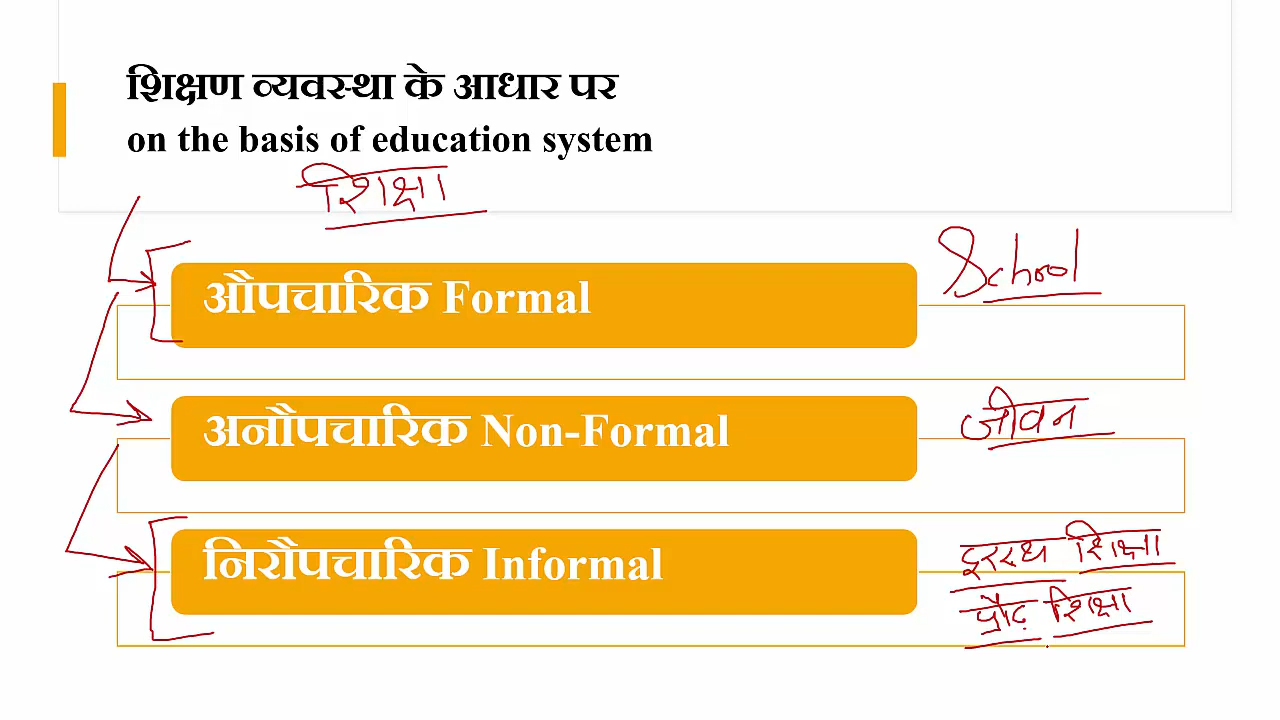 शिक्षण व्यवस्था के आधार पर
on the basis of education system
शिक्षा
औपचारिक Formal
School
अनौपचारिक Non-Formal
जीवन
निरौपचारिक Informal
दूरस्थ शिक्षा
प्रौढ़ शिक्षा